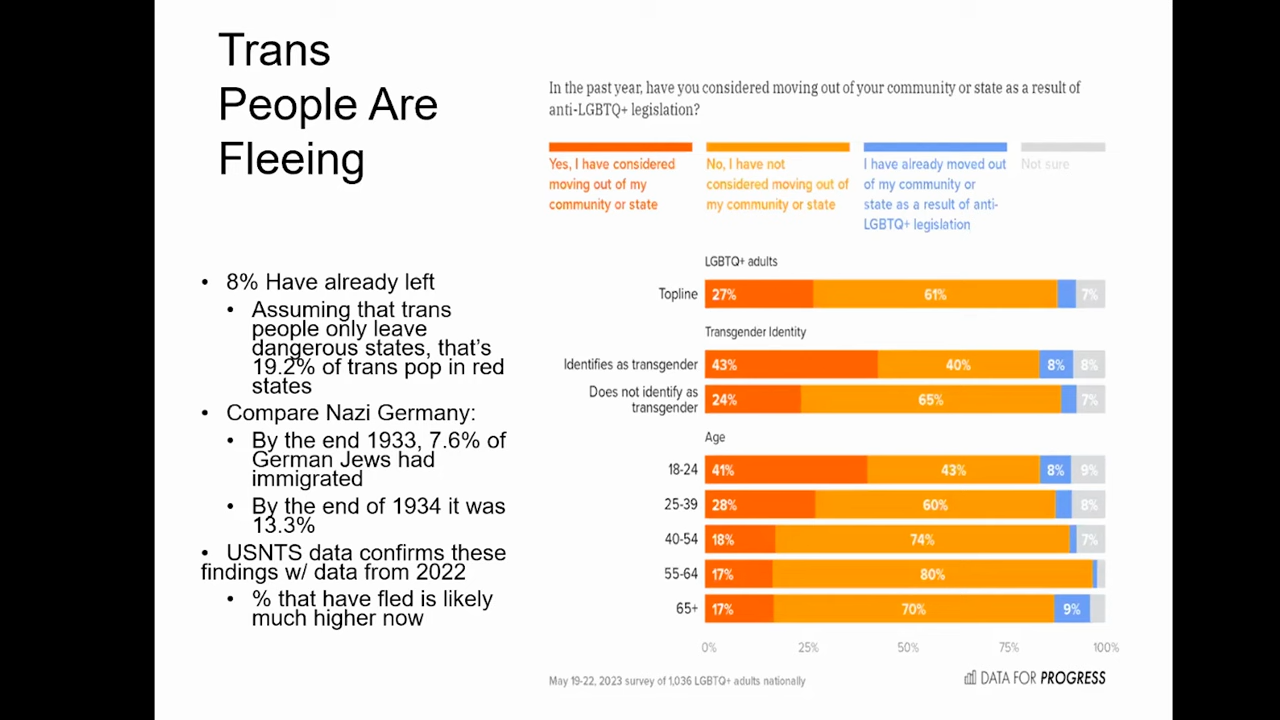 Trans
People Are
Fleeing
• 8% Have already left
• Assuming that trans
people only leave
dangerous states, that's
19.2% of trans pop in red
states
• Compare Nazi Germany:
• By the end 1933, 7.6% of
German Jews had
immigrated
• By the end of 1934 it was
13.3%
• USNTS data confirms these
findings w/ data from 2022
• % that have fled is likely
much higher now
In the past year, have you considered moving out of your community or state as a result of
anti-LGBTQ+ legislation?
Yes, I have considered
moving out of my
community or state
No, I have not
considered moving out of
my community or state
I have already moved out
of my community or
state as a result of anti-
LGBTQ+ legislation
Not sure
LGBTQ+ adults
Topline 27% 61% 7%
Transgender Identity
Identifies as transgender 43% 40% 8% 8%
Does not identify as
transgender 24% 65% 7%
Age
18-24 41% 43% 8% 9%
25-39 28% 60% 8%
40-54 18% 74% 7%
55-64 17% 80%
65+ 17% 70% 9%
0% 25% 50% 75% 100%
May 19-22, 2023 survey of 1,036 LGBTQ+ adults nationally
DATA FOR PROGRESS